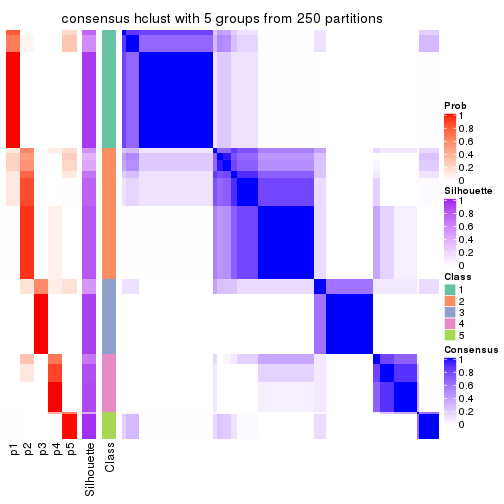 consensus hclust with 5 groups from 250 partitions
Prob
1
0.8
0.6
0.4
0.2
0
Silhouette
1
0.8
0.6
0.4
0.2
0
Class
1
2
3
4
5
Consensus
1
0.8
0.6
0.4
0.2
0
p1
p2
p3
p4
p5
Silhouette
Class